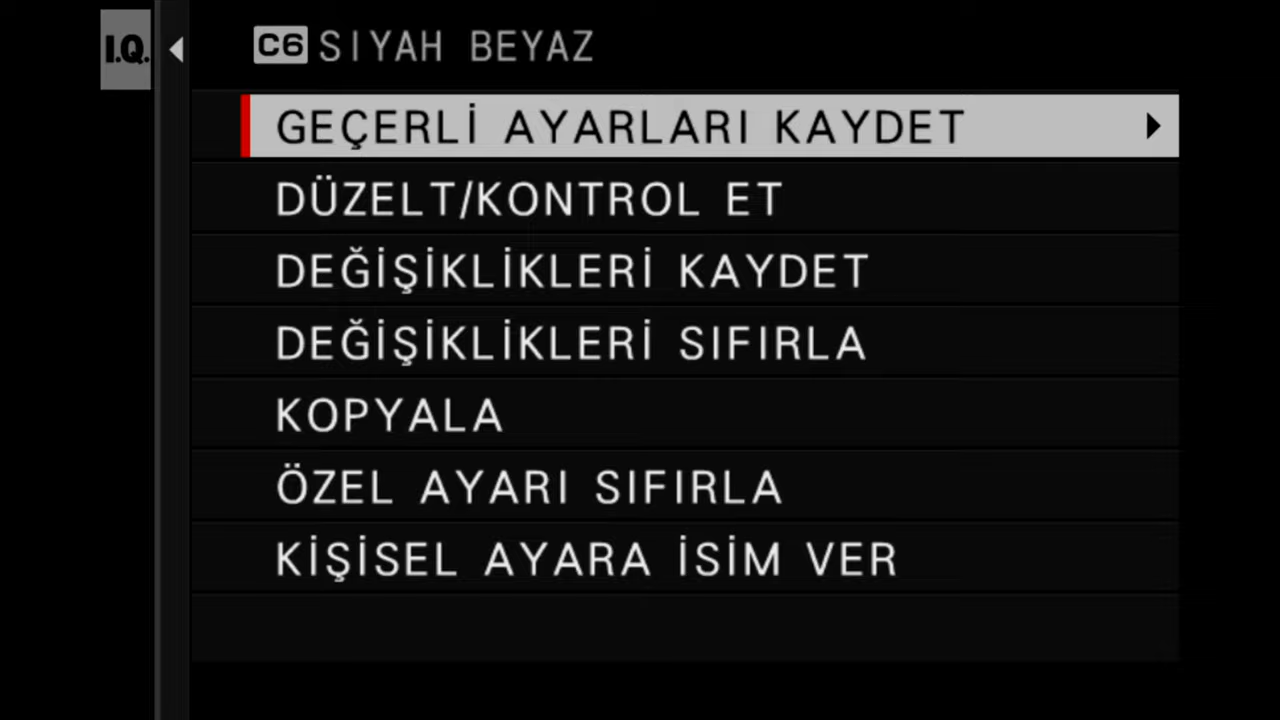 I.Q.
C6 SIYAH BEYAZ
GEÇERLİ AYARLARI KAYDET
DÜZELT/KONTROL ET
DEĞİŞİKLİKLERİ KAYDET
DEĞİŞİKLİKLERİ SIFIRLA
KOPYALA
ÖZEL AYARI SIFIRLA
KİŞİSEL AYARA İSİM VER